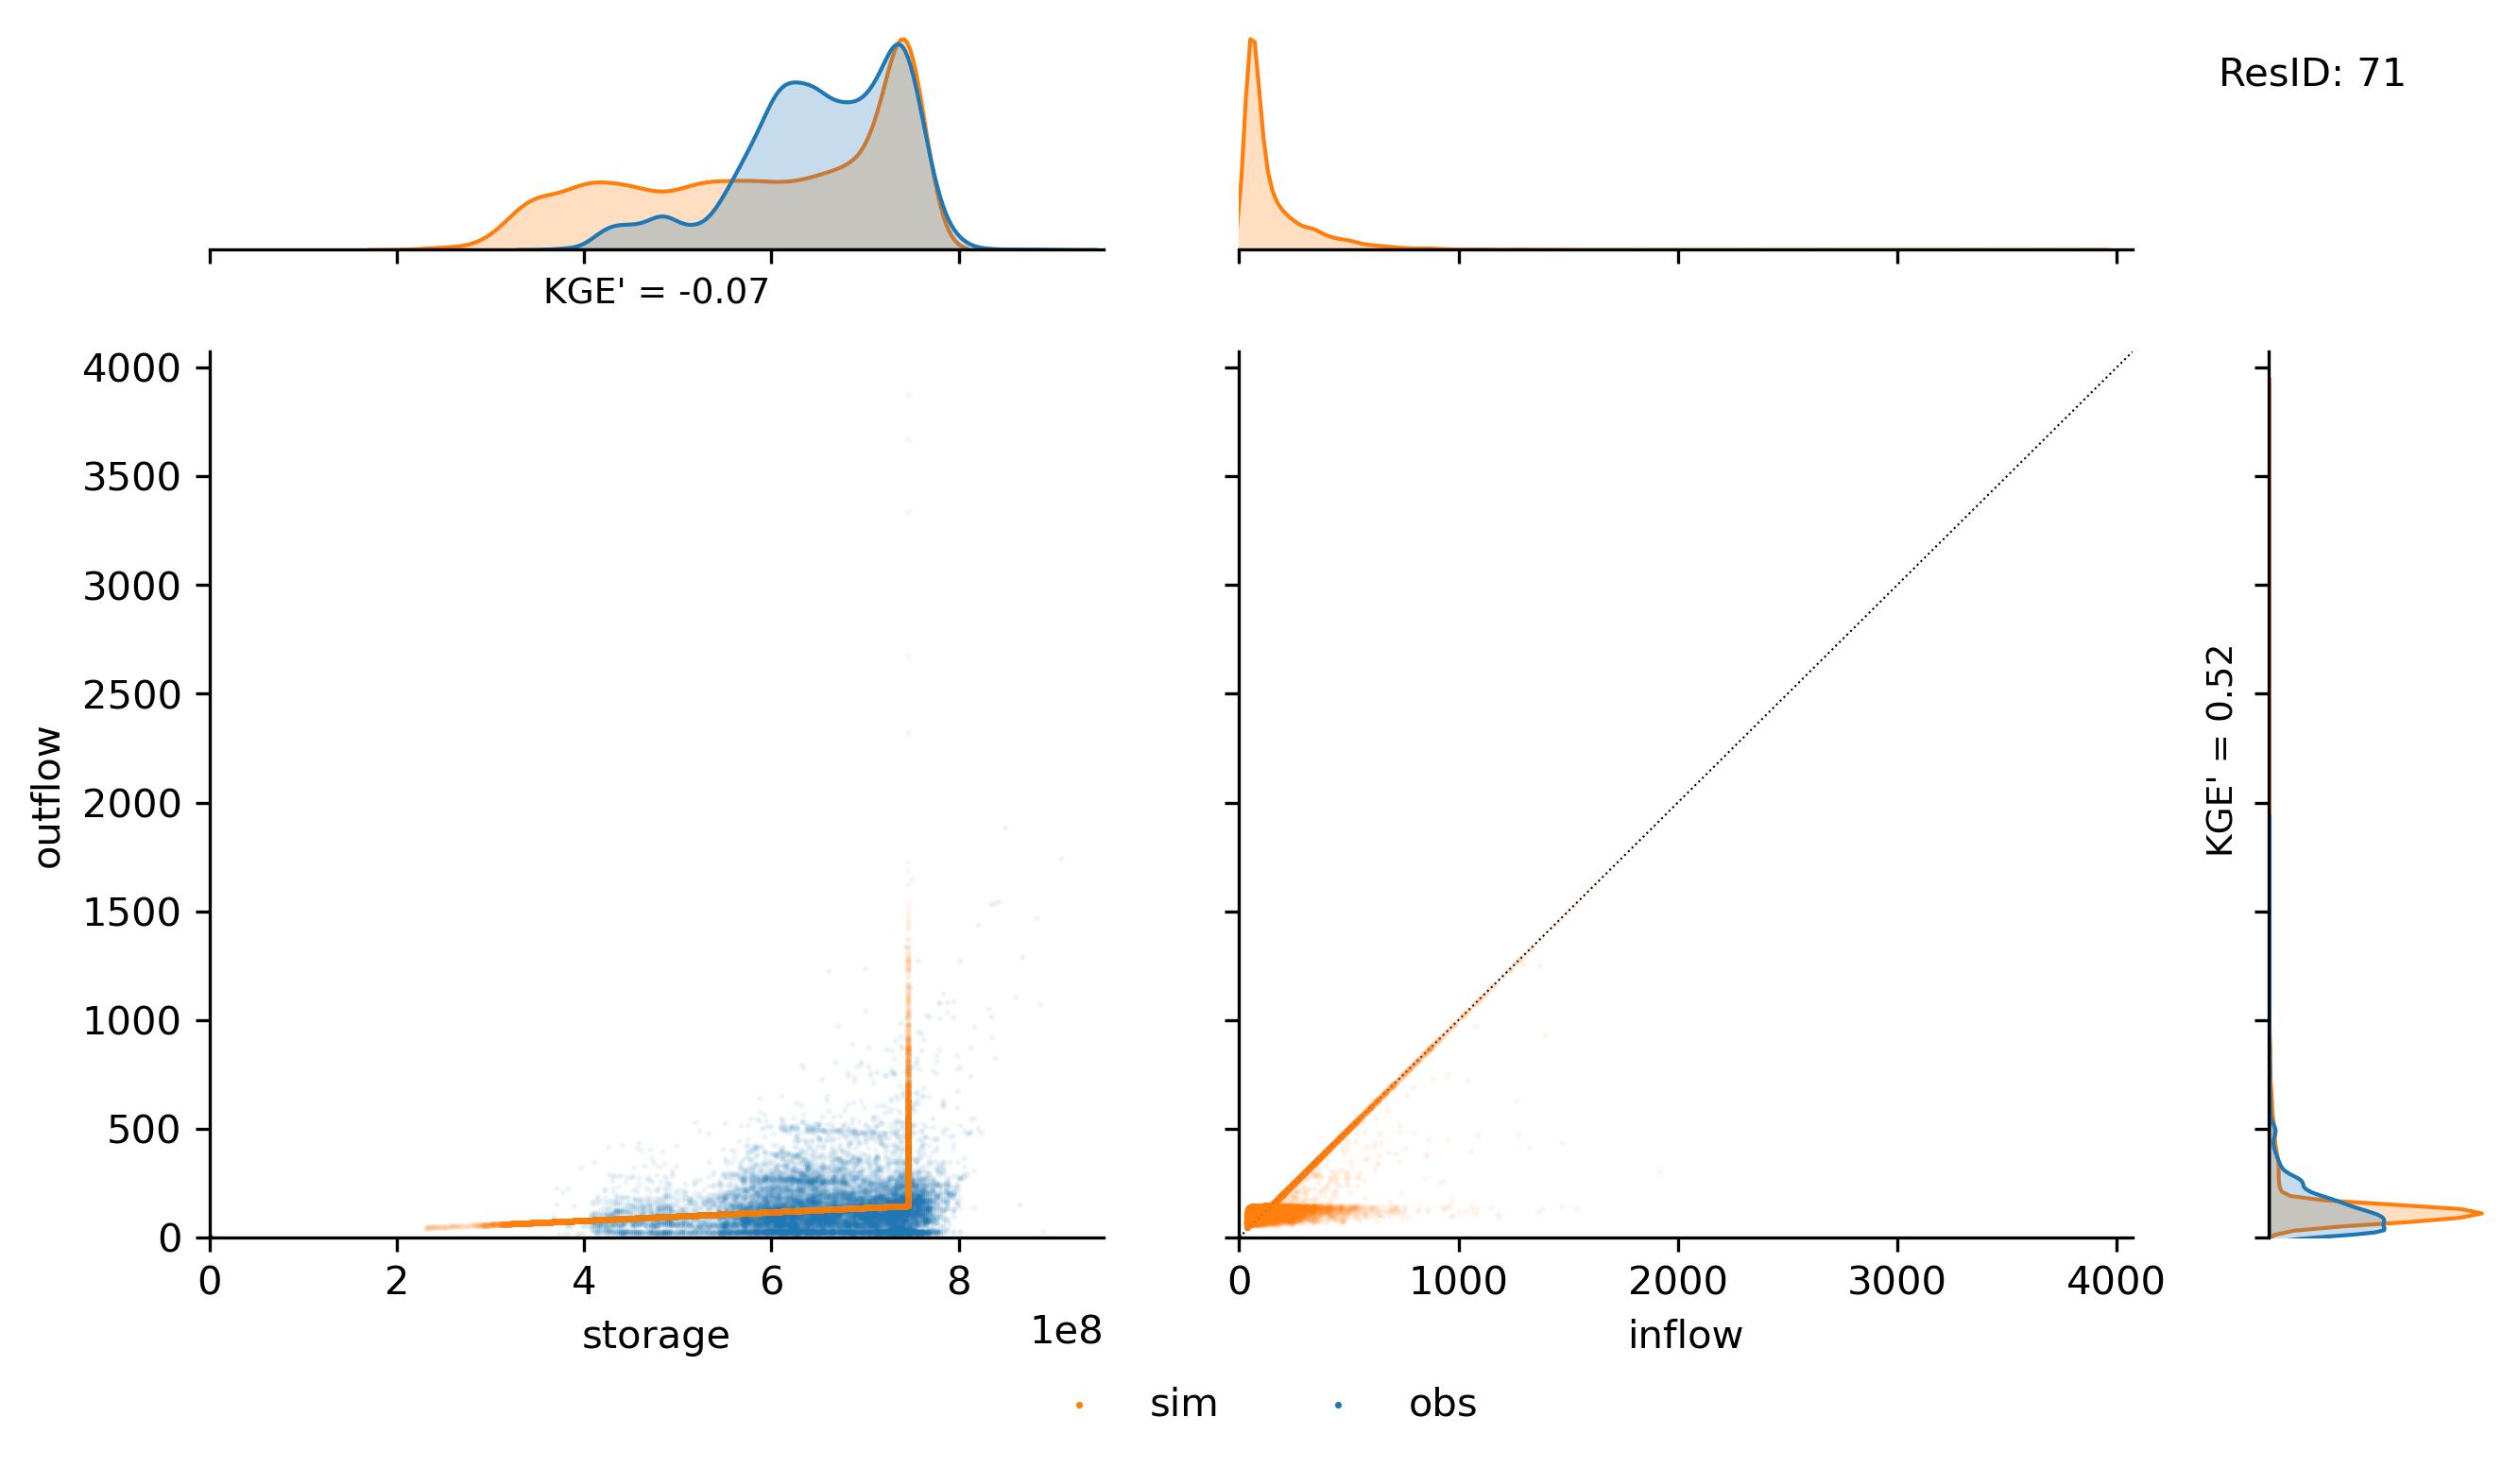 ResID: 71
KGE' = -0.07
4000
3500
3000
2500
2000
1500
1000
500
0
outflow
KGE' = 0.52
0 2 4 6 8
0 1000 2000 3000 4000
storage
1e8
inflow
sim obs